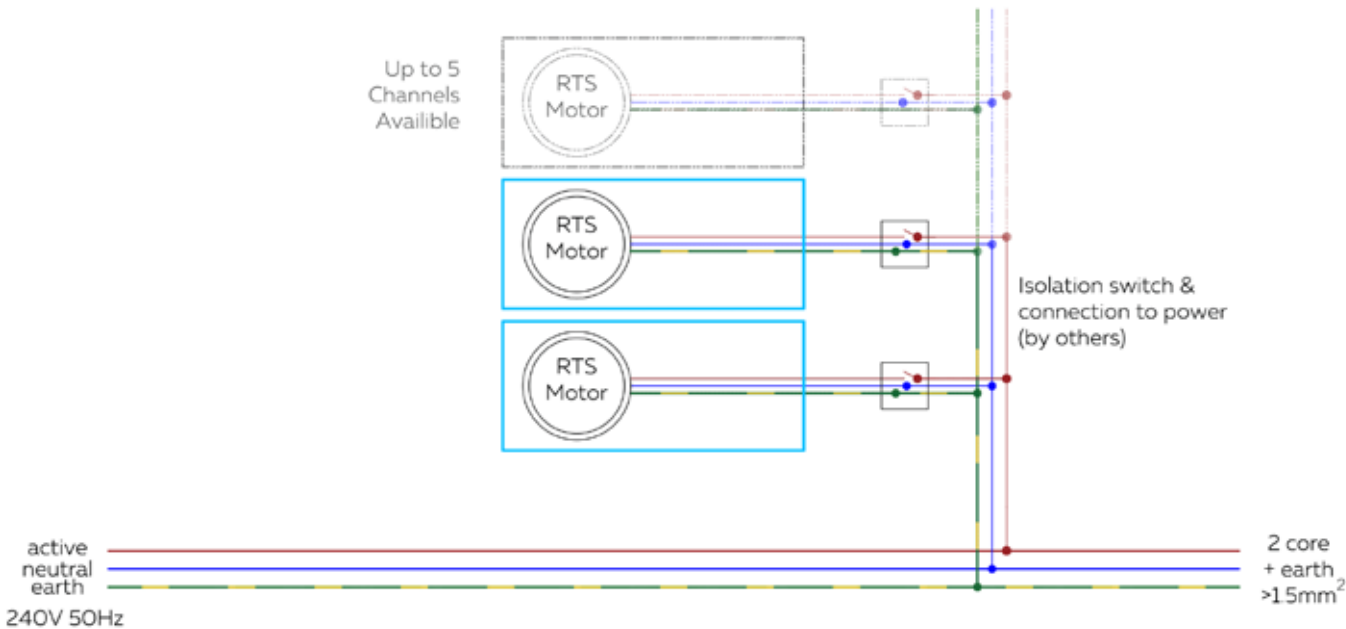 Up to 5
Channels
Availible
RTS
Motor
RTS
Motor
RTS
Motor
Isolation switch &
connection to power
(by others)
active
neutral
earth
240V 50Hz
2 core
+ earth
>1.5mm²